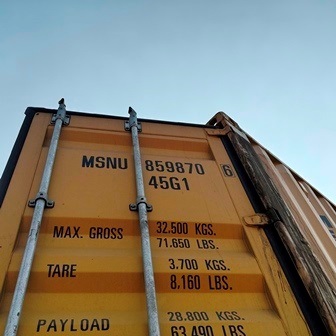 MSNU 859870 6
45G1
MAX. GROSS 32.500 KGS.
71.650 LBS.
TARE 3.700 KGS.
8,160 LBS.
PAYLOAD 28.800 KGS.
63.490 LBS.